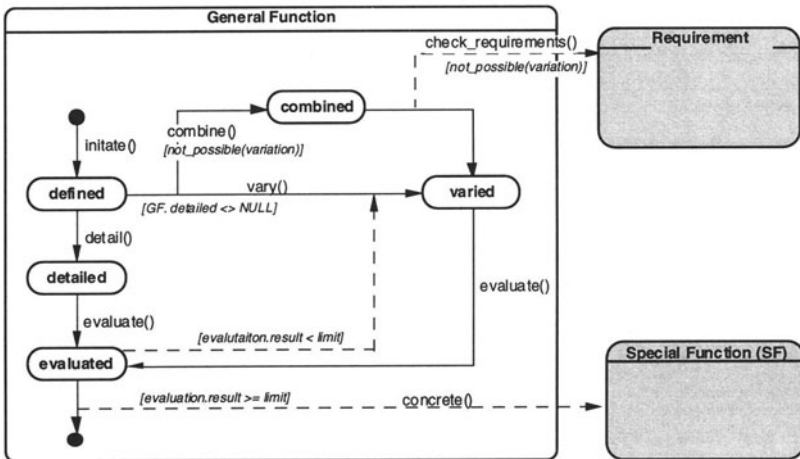 General Function
check_requirements()
[not_possible(variation)]
Requirement
combined
combine()
[not_possible(variation)]
initate()
defined
vary()
varied
[GF. detailed <> NULL]
detail()
detailed
evaluate()
evaluate()
[evalutaiton.result < limit]
evaluated
Special Function (SF)
[evaluation.result >= limit]
concrete()